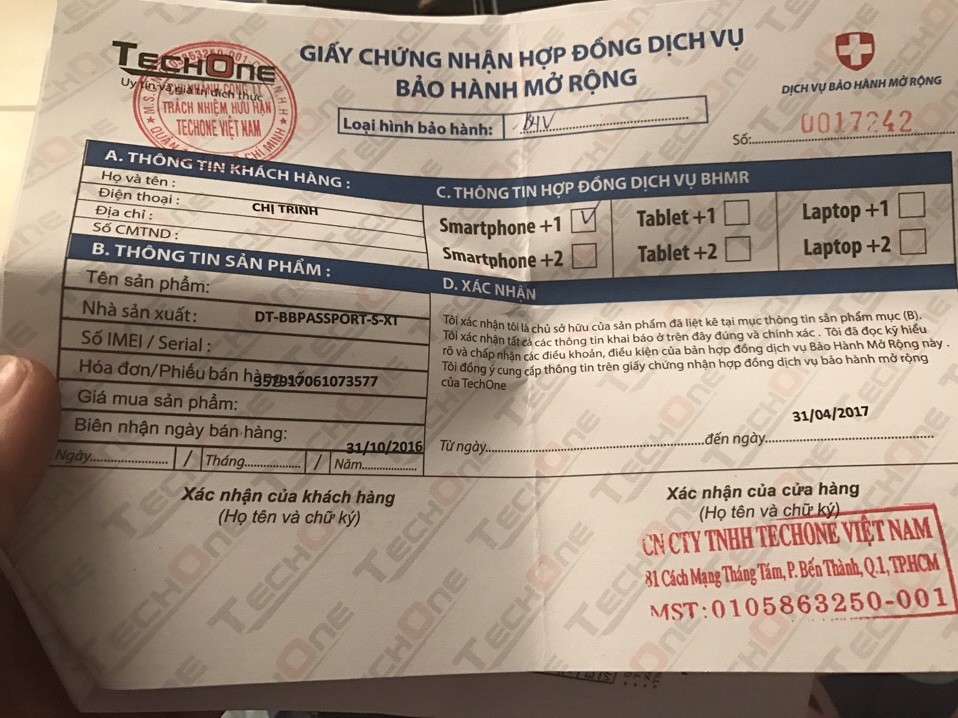 TECHONE
Uy tín và giá trị đích thực
TRÁCH NHIỆM HỮU HẠN
TECHONE VIỆT NAM
GIẤY CHỨNG NHẬN HỢP ĐỒNG DỊCH VỤ
BẢO HÀNH MỞ RỘNG
Loại hình bảo hành: BHV
DỊCH VỤ BẢO HÀNH MỞ RỘNG
Số: 0017242
A. THÔNG TIN KHÁCH HÀNG :
Họ và tên :
Điện thoại : CHỊ TRINH
Địa chỉ :
Số CMTND :
B. THÔNG TIN SẢN PHẨM :
Tên sản phẩm:
Nhà sản xuất: DT-BBPASSPORT-S-XT
Số IMEI / Serial :
Hóa đơn/Phiếu bán hàng số
352917061073577
Giá mua sản phẩm:
Biên nhận ngày bán hàng:
31/10/2016
Ngày / Tháng / Năm
C. THÔNG TIN HỢP ĐỒNG DỊCH VỤ BHMR
Smartphone +1 Tablet +1 Laptop +1
Smartphone +2 Tablet +2 Laptop +2
D. XÁC NHẬN
Tôi xác nhận tôi là chủ sở hữu của sản phẩm đã liệt kê tại mục thông tin sản phẩm mục (B),
Tôi xác nhận tất cả các thông tin khai báo ở trên đây đúng và chính xác . Tôi đã đọc kỹ hiểu
rõ và chấp nhận các điều khoản, điều kiện của bản hợp đồng dịch vụ Bảo Hành Mở Rộng này .
Tôi đồng ý cung cấp thông tin trên giấy chứng nhận hợp đồng dịch vụ bảo hành mở rộng
của TechOne
31/04/2017
Từ ngày đến ngày
Xác nhận của khách hàng
(Họ tên và chữ ký)
Xác nhận của cửa hàng
(Họ tên và chữ ký)
CN CTY TNHH TECHONE VIỆT NAM
81 Cách Mạng Tháng Tám, P. Bến Thành, Q.1, TPHCM
MST:0105863250-001